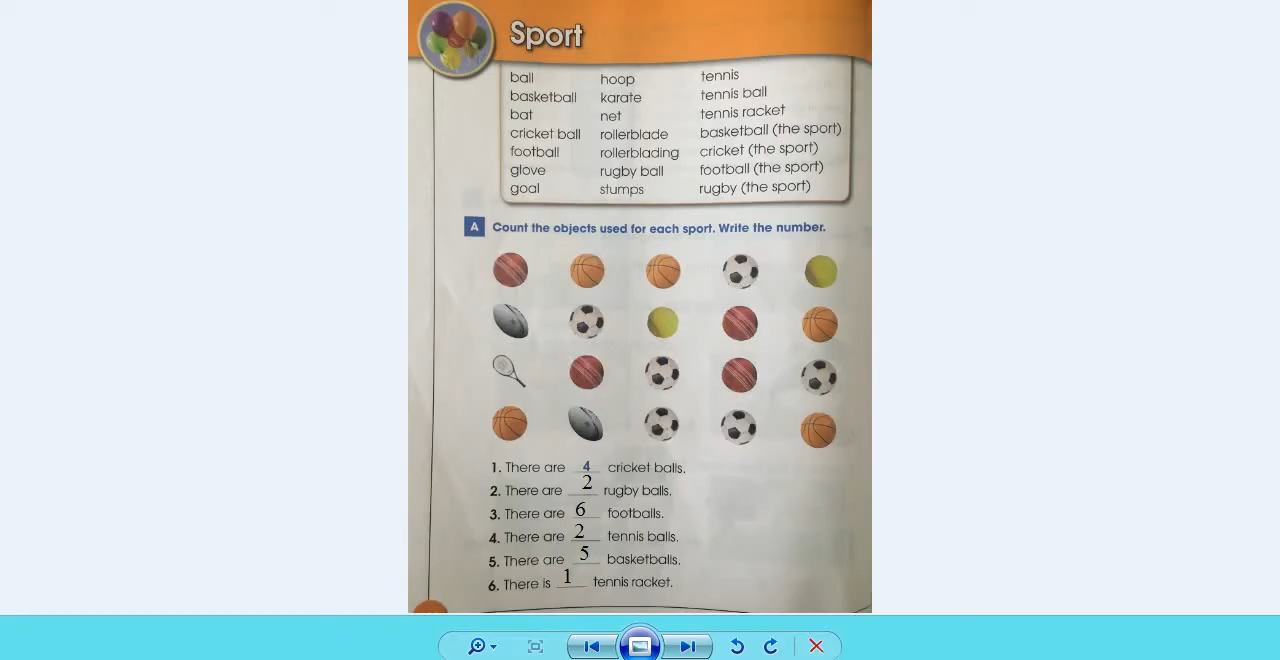 Sport
ball hoop tennis
basketball karate tennis ball
bat net tennis racket
cricket ball rollerblade basketball (the sport)
football rollerblading cricket (the sport)
glove rugby ball football (the sport)
goal stumps rugby (the sport)
A Count the objects used for each sport. Write the number.
1. There are 4 cricket balls.
2. There are 2 rugby balls.
3. There are 6 footballs.
4. There are 2 tennis balls.
5. There are 5 basketballs.
6. There is 1 tennis racket.